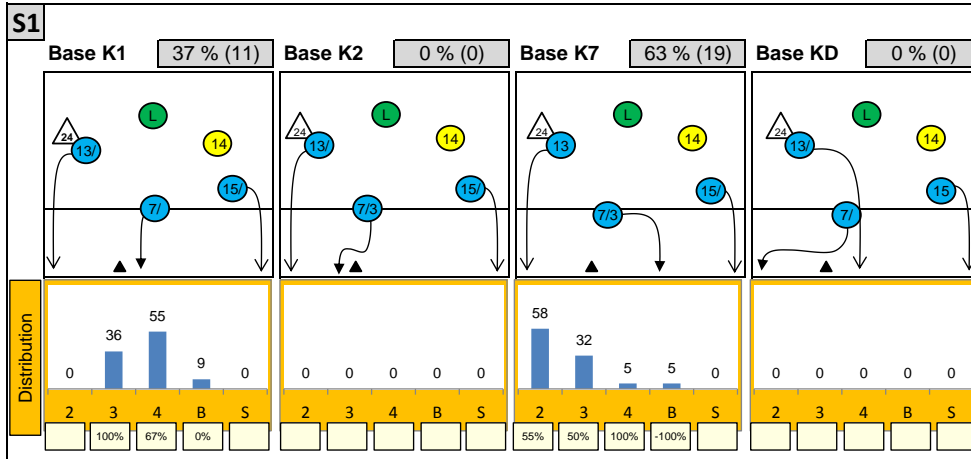 S1
Base K1 37 % (11) Base K2 0 % (0) Base K7 63 % (19) Base KD 0 % (0)
24 13/ L 14 15/ 7/
24 13/ L 14 15/ 7/3
24 13 L 14 15/ 7/3
24 13/ L 14 15 7/
Distribution
0 36 55 9 0 0 0 0 0 0 58 32 5 5 0 0 0 0 0 0
2 3 4 B S 2 3 4 B S 2 3 4 B S 2 3 4 B S
100% 67% 0% 55% 50% 100% -100%